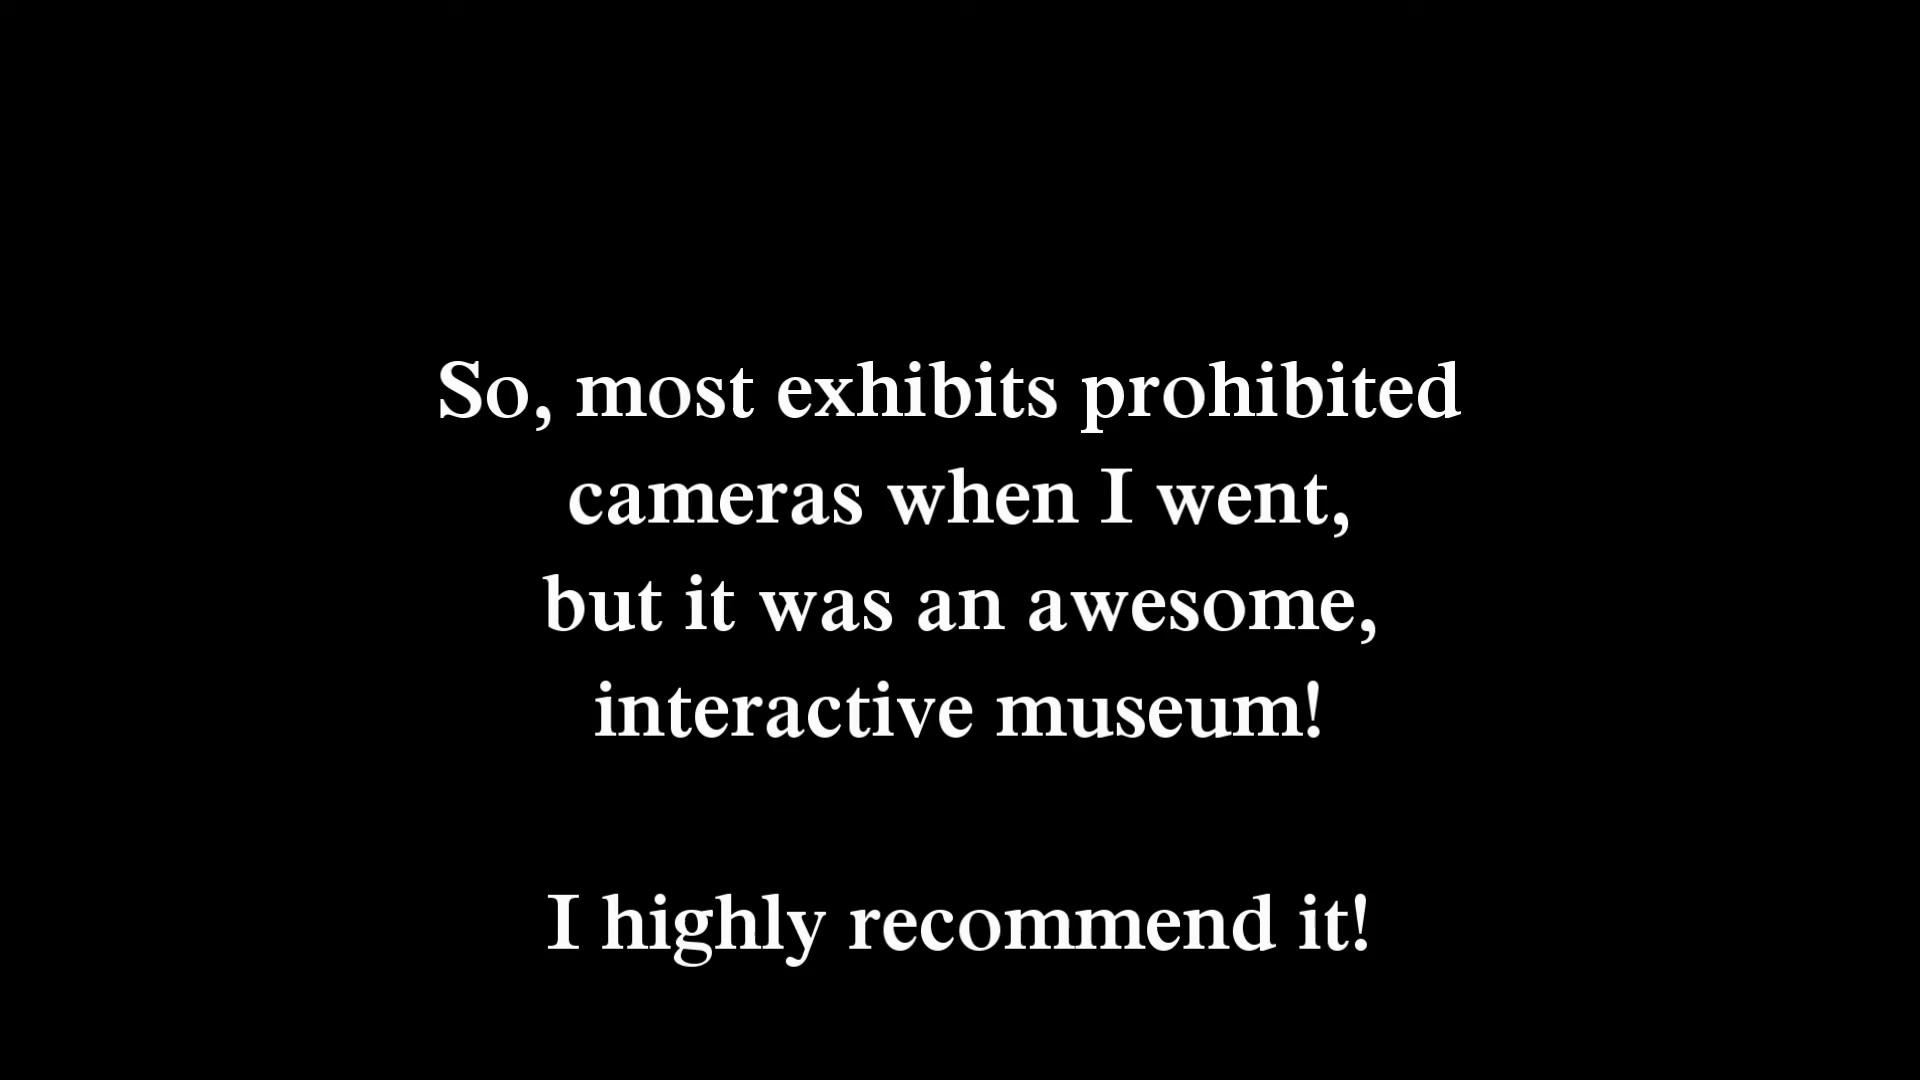 So, most exhibits prohibited
cameras when I went,
but it was an awesome,
interactive museum!
I highly recommend it!